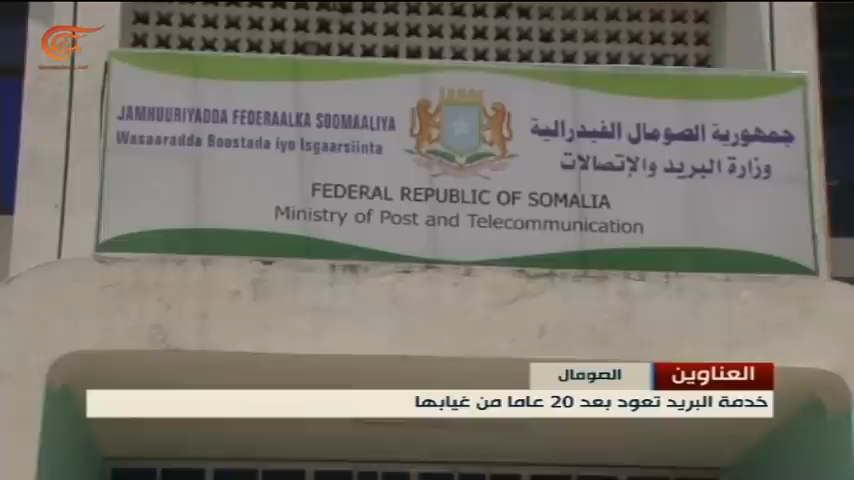 JAMHUURIYADDA FEDERAALKA SOOMAALIYA
Wasaaradda Boostada iyo Isgaarsiinta
جمهورية الصومال الفيدرالية
وزارة البريد والإتصالات
FEDERAL REPUBLIC OF SOMALIA
Ministry of Post and Telecommunication
العناوين
الصومال
خدمة البريد تعود بعد 20 عاما من غيابها